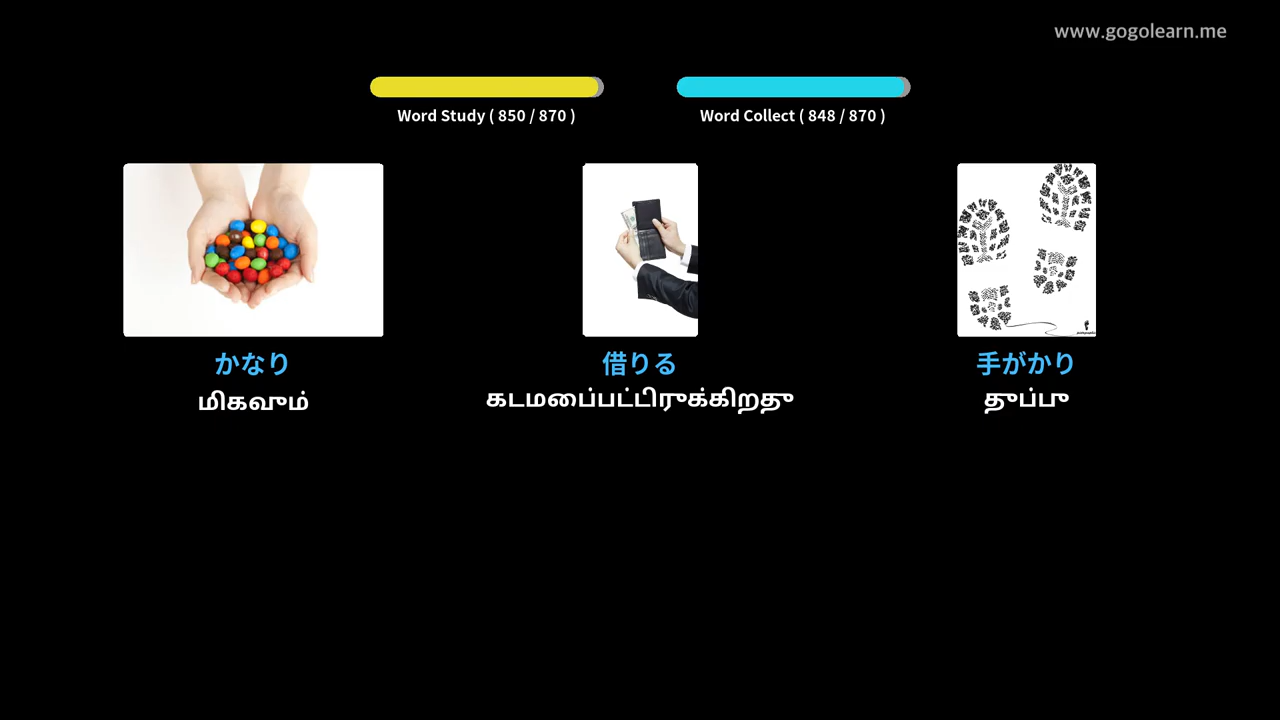 www.gogolearn.me
Word Study ( 850 / 870 )
Word Collect ( 848 / 870 )
かなり
மிகவும்
借りる
கடமைப்பட்டிருக்கிறது
手がかり
துப்பு